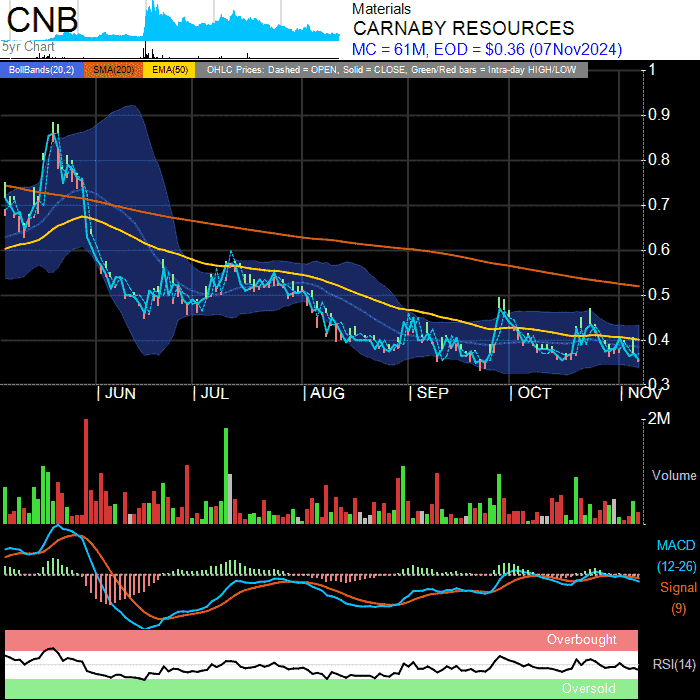 CNB
5yr Chart
Materials
CARNABY RESOURCES
MC = 61M, EOD = $0.36 (07Nov2024)
BollBands(20,2) SMA(200) EMA(50) OHLC Prices: Dashed = OPEN, Solid = CLOSE, Green/Red bars = Intra-day HIGH/LOW
1
0.9
0.8
0.7
0.6
0.5
0.4
0.3
| JUN | JUL | AUG | SEP | OCT | NOV
2M
Volume
MACD
(12-26)
Signal
(9)
Overbought
RSI(14)
Oversold